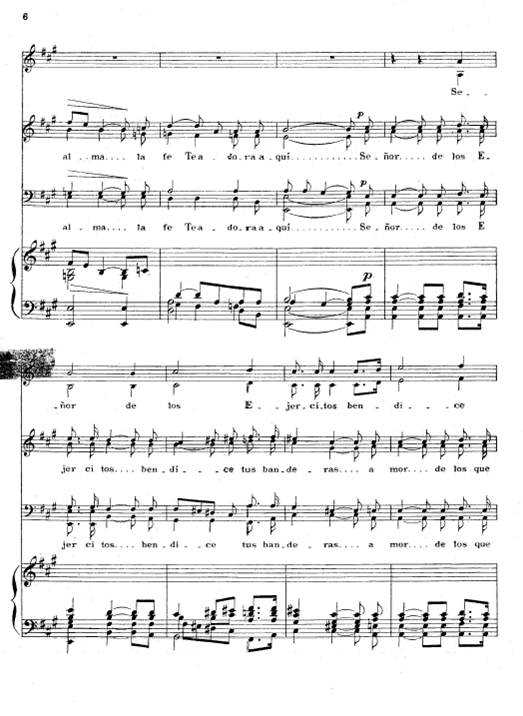 6
Se-
p
al-ma.... la fe Tea-do-ra a quí............ Se-ñor.... de los E
p
al-ma.... la fe Tea-do-ra a quí............ Se-ñor.... de los E
p
-ñor de los E-jer-ci-tos ben-di-ce
jer ci tos.... ben-dí... ce tus ban-de-ras.... a mor.... de los que
jer ci tos.... ben-di... ce tus ban-de-ras.... a mor.... de los que